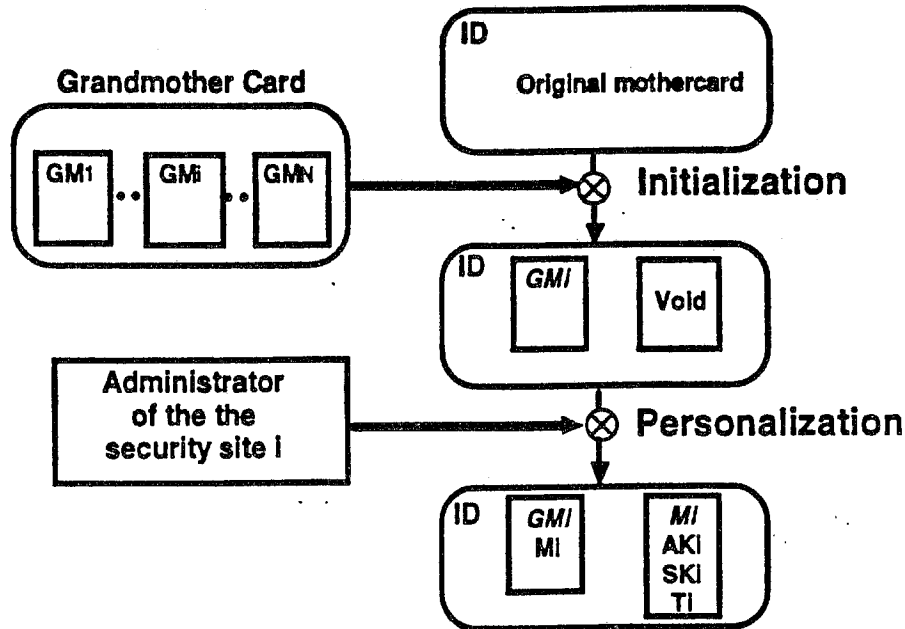 ID
Original mothercard
Grandmother Card
GM1 •• GMi •• GMN
Initialization
ID
GMi
Void
Administrator
of the the
security site i
Personalization
ID
GMi
Mi
Mi
AKi
SKi
Ti